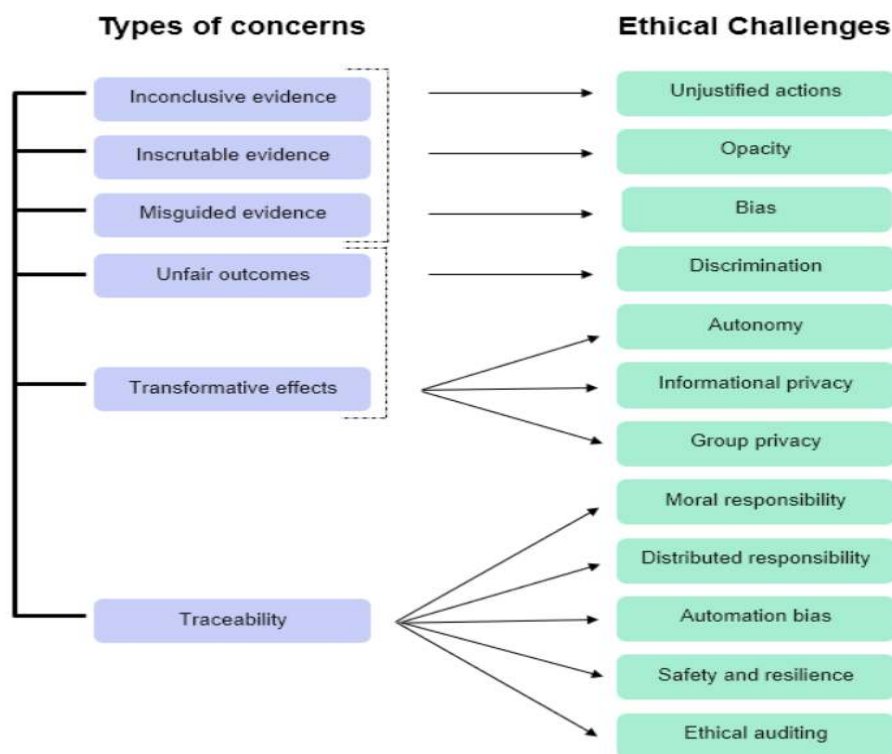 Types of concerns
Ethical Challenges
Inconclusive evidence
Unjustified actions
Inscrutable evidence
Opacity
Misguided evidence
Bias
Unfair outcomes
Discrimination
Autonomy
Transformative effects
Informational privacy
Group privacy
Moral responsibility
Distributed responsibility
Traceability
Automation bias
Safety and resilience
Ethical auditing